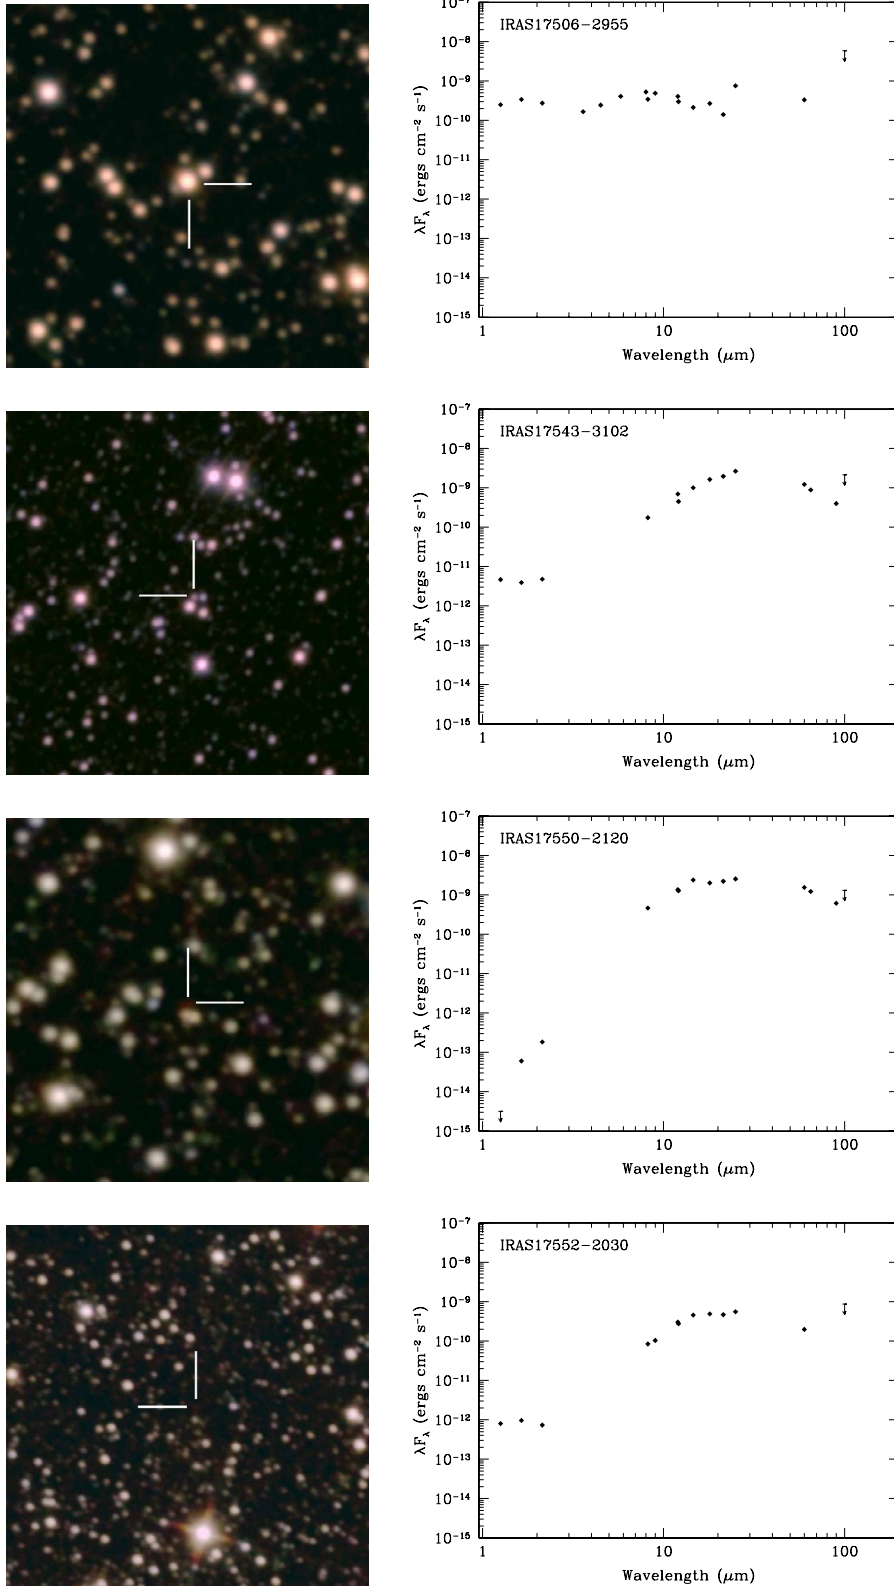 10⁻⁷
10⁻⁸
10⁻⁹
10⁻¹⁰
10⁻¹¹
10⁻¹²
10⁻¹³
10⁻¹⁴
10⁻¹⁵
λF_λ (ergs cm⁻² s⁻¹)
IRAS17506-2955
1 10 100
Wavelength (μm)
10⁻⁷
10⁻⁸
10⁻⁹
10⁻¹⁰
10⁻¹¹
10⁻¹²
10⁻¹³
10⁻¹⁴
10⁻¹⁵
λF_λ (ergs cm⁻² s⁻¹)
IRAS17543-3102
1 10 100
Wavelength (μm)
10⁻⁷
10⁻⁸
10⁻⁹
10⁻¹⁰
10⁻¹¹
10⁻¹²
10⁻¹³
10⁻¹⁴
10⁻¹⁵
λF_λ (ergs cm⁻² s⁻¹)
IRAS17550-2120
1 10 100
Wavelength (μm)
10⁻⁷
10⁻⁸
10⁻⁹
10⁻¹⁰
10⁻¹¹
10⁻¹²
10⁻¹³
10⁻¹⁴
10⁻¹⁵
λF_λ (ergs cm⁻² s⁻¹)
IRAS17552-2030
1 10 100
Wavelength (μm)